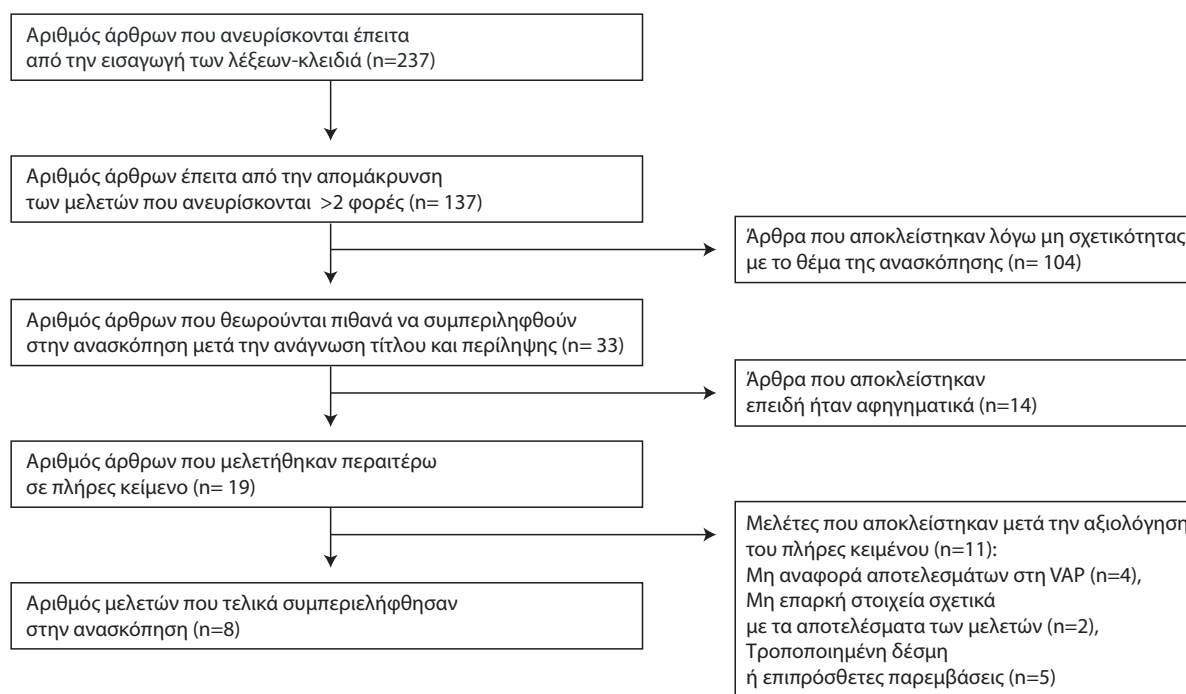 Αριθμός άρθρων που ανευρίσκονται έπειτα
από την εισαγωγή των λέξεων-κλειδιά (n=237)
Αριθμός άρθρων έπειτα από την απομάκρυνση
των μελετών που ανευρίσκονται >2 φορές (n= 137)
Άρθρα που αποκλείστηκαν λόγω μη σχετικότητας
με το θέμα της ανασκόπησης (n= 104)
Αριθμός άρθρων που θεωρούνται πιθανά να συμπεριληφθούν
στην ανασκόπηση μετά την ανάγνωση τίτλου και περίληψης (n= 33)
Άρθρα που αποκλείστηκαν
επειδή ήταν αφηγηματικά (n=14)
Αριθμός άρθρων που μελετήθηκαν περαιτέρω
σε πλήρες κείμενο (n= 19)
Μελέτες που αποκλείστηκαν μετά την αξιολόγηση
του πλήρες κειμένου (n=11):
Μη αναφορά αποτελεσμάτων στη VAP (n=4),
Μη επαρκή στοιχεία σχετικά
με τα αποτελέσματα των μελετών (n=2),
Τροποποιημένη δέσμη
ή επιπρόσθετες παρεμβάσεις (n=5)
Αριθμός μελετών που τελικά συμπεριελήφθησαν
στην ανασκόπηση (n=8)